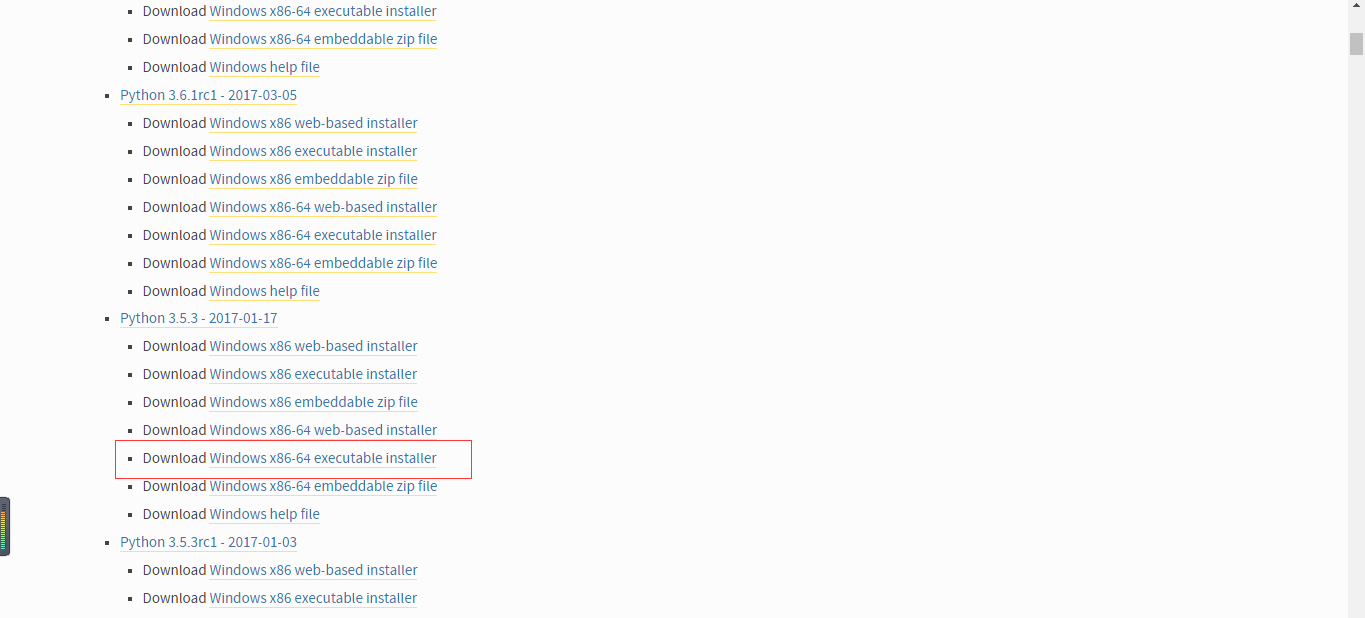 Download Windows x86-64 executable installer
Download Windows x86-64 embeddable zip file
Download Windows help file
Python 3.6.1rc1 - 2017-03-05
Download Windows x86 web-based installer
Download Windows x86 executable installer
Download Windows x86 embeddable zip file
Download Windows x86-64 web-based installer
Download Windows x86-64 executable installer
Download Windows x86-64 embeddable zip file
Download Windows help file
Python 3.5.3 - 2017-01-17
Download Windows x86 web-based installer
Download Windows x86 executable installer
Download Windows x86 embeddable zip file
Download Windows x86-64 web-based installer
Download Windows x86-64 executable installer
Download Windows x86-64 embeddable zip file
Download Windows help file
Python 3.5.3rc1 - 2017-01-03
Download Windows x86 web-based installer
Download Windows x86 executable installer